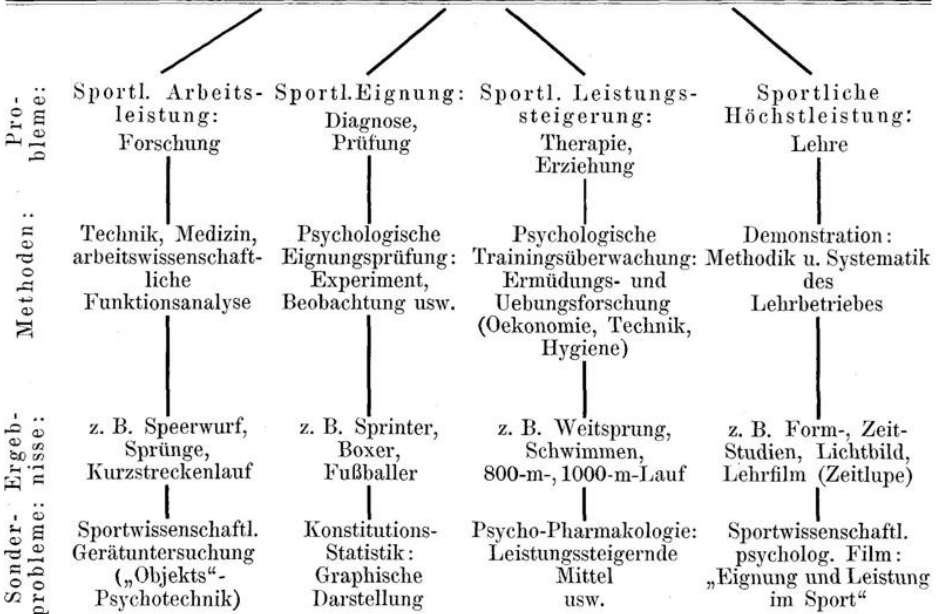 Pro-
bleme:
Sportl. Arbeits-
leistung:
Forschung
Sportl. Eignung:
Diagnose,
Prüfung
Sportl. Leistungs-
steigerung:
Therapie,
Erziehung
Sportliche
Höchstleistung:
Lehre
Methoden:
Technik, Medizin,
arbeitswissenschaft-
liche
Funktionsanalyse
Psychologische
Eignungsprüfung:
Experiment,
Beobachtung usw.
Psychologische
Trainingsüberwachung:
Ermüdungs- und
Uebungsforschung
(Oekonomie, Technik,
Hygiene)
Demonstration:
Methodik u. Systematik
des
Lehrbetriebes
Ergeb-
nisse:
z. B. Speerwurf,
Sprünge,
Kurzstreckenlauf
z. B. Sprinter,
Boxer,
Fußballer
z. B. Weitsprung,
Schwimmen,
800-m-, 1000-m-Lauf
z. B. Form-, Zeit-
Studien, Lichtbild,
Lehrfilm (Zeitlupe)
Sonder-
probleme:
Sportwissenschaftl.
Gerätuntersuchung
(„Objekts“-
Psychotechnik)
Konstitutions-
Statistik:
Graphische
Darstellung
Psycho-Pharmakologie:
Leistungssteigernde
Mittel
usw.
Sportwissenschaftl.
psycholog. Film:
„Eignung und Leistung
im Sport“